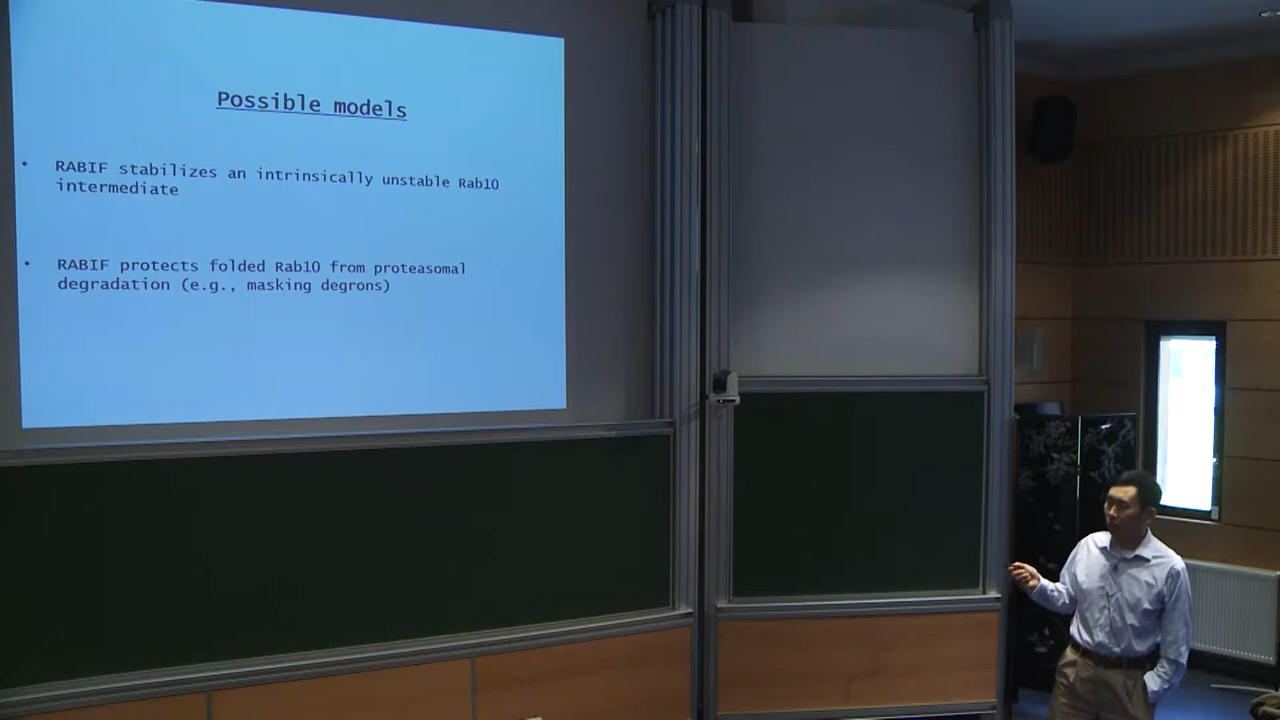 Possible models
• RABIF stabilizes an intrinsically unstable Rab10
intermediate
• RABIF protects folded Rab10 from proteasomal
degradation (e.g., masking degrons)